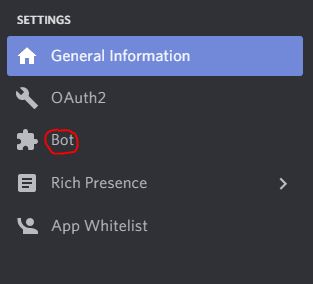 SETTINGS
General Information
OAuth2
Bot
Rich Presence
App Whitelist